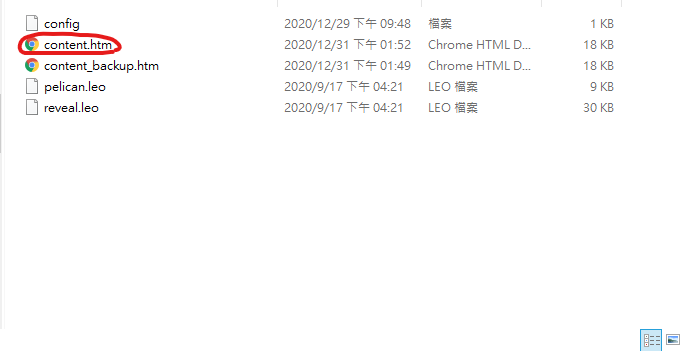 config 2020/12/29 下午 09:48 檔案 1 KB
content.htm 2020/12/31 下午 01:52 Chrome HTML D... 18 KB
content_backup.htm 2020/12/31 下午 01:49 Chrome HTML D... 18 KB
pelican.leo 2020/9/17 下午 04:21 LEO 檔案 9 KB
reveal.leo 2020/9/17 下午 04:21 LEO 檔案 30 KB